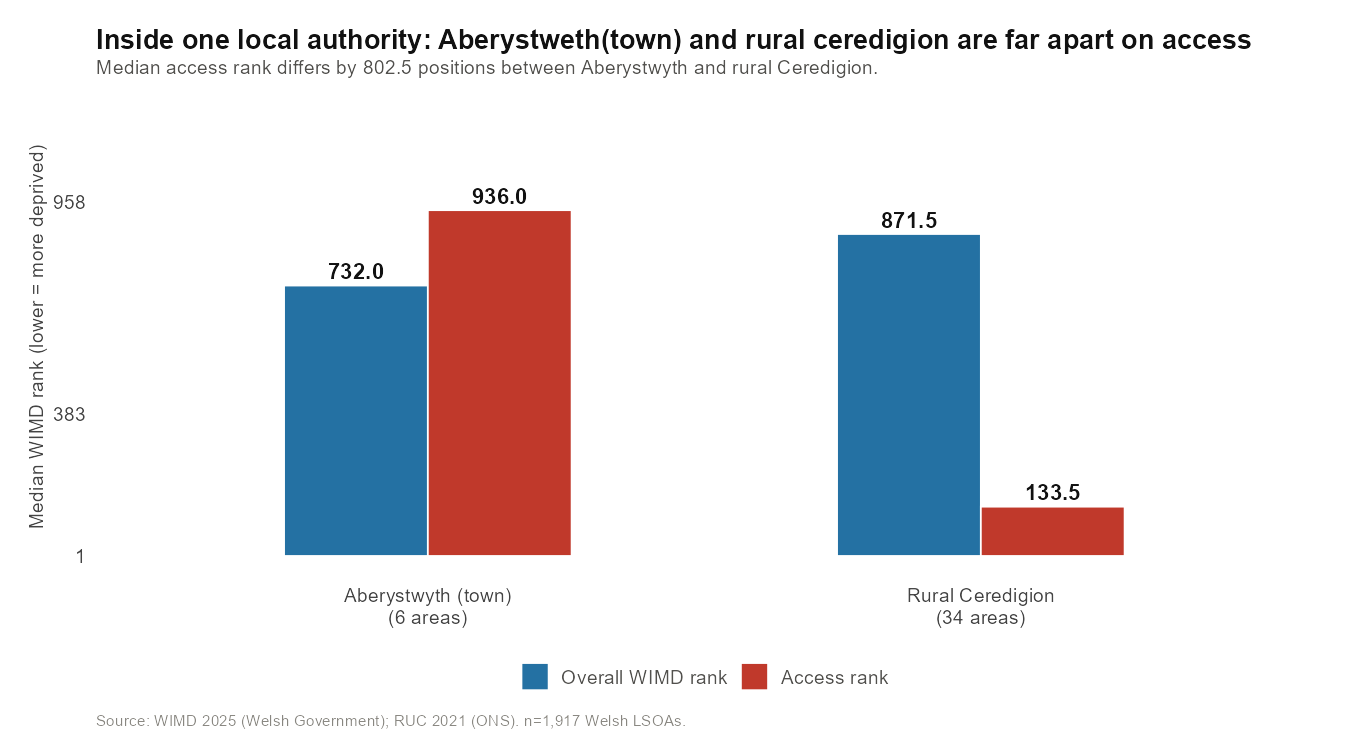 Inside one local authority: Aberystweth(town) and rural ceredigion are far apart on access
Median access rank differs by 802.5 positions between Aberystwyth and rural Ceredigion.
Median WIMD rank (lower = more deprived)
958
383
1
732.0
936.0
871.5
133.5
Aberystwyth (town)
(6 areas)
Rural Ceredigion
(34 areas)
Overall WIMD rank
Access rank
Source: WIMD 2025 (Welsh Government); RUC 2021 (ONS). n=1,917 Welsh LSOAs.